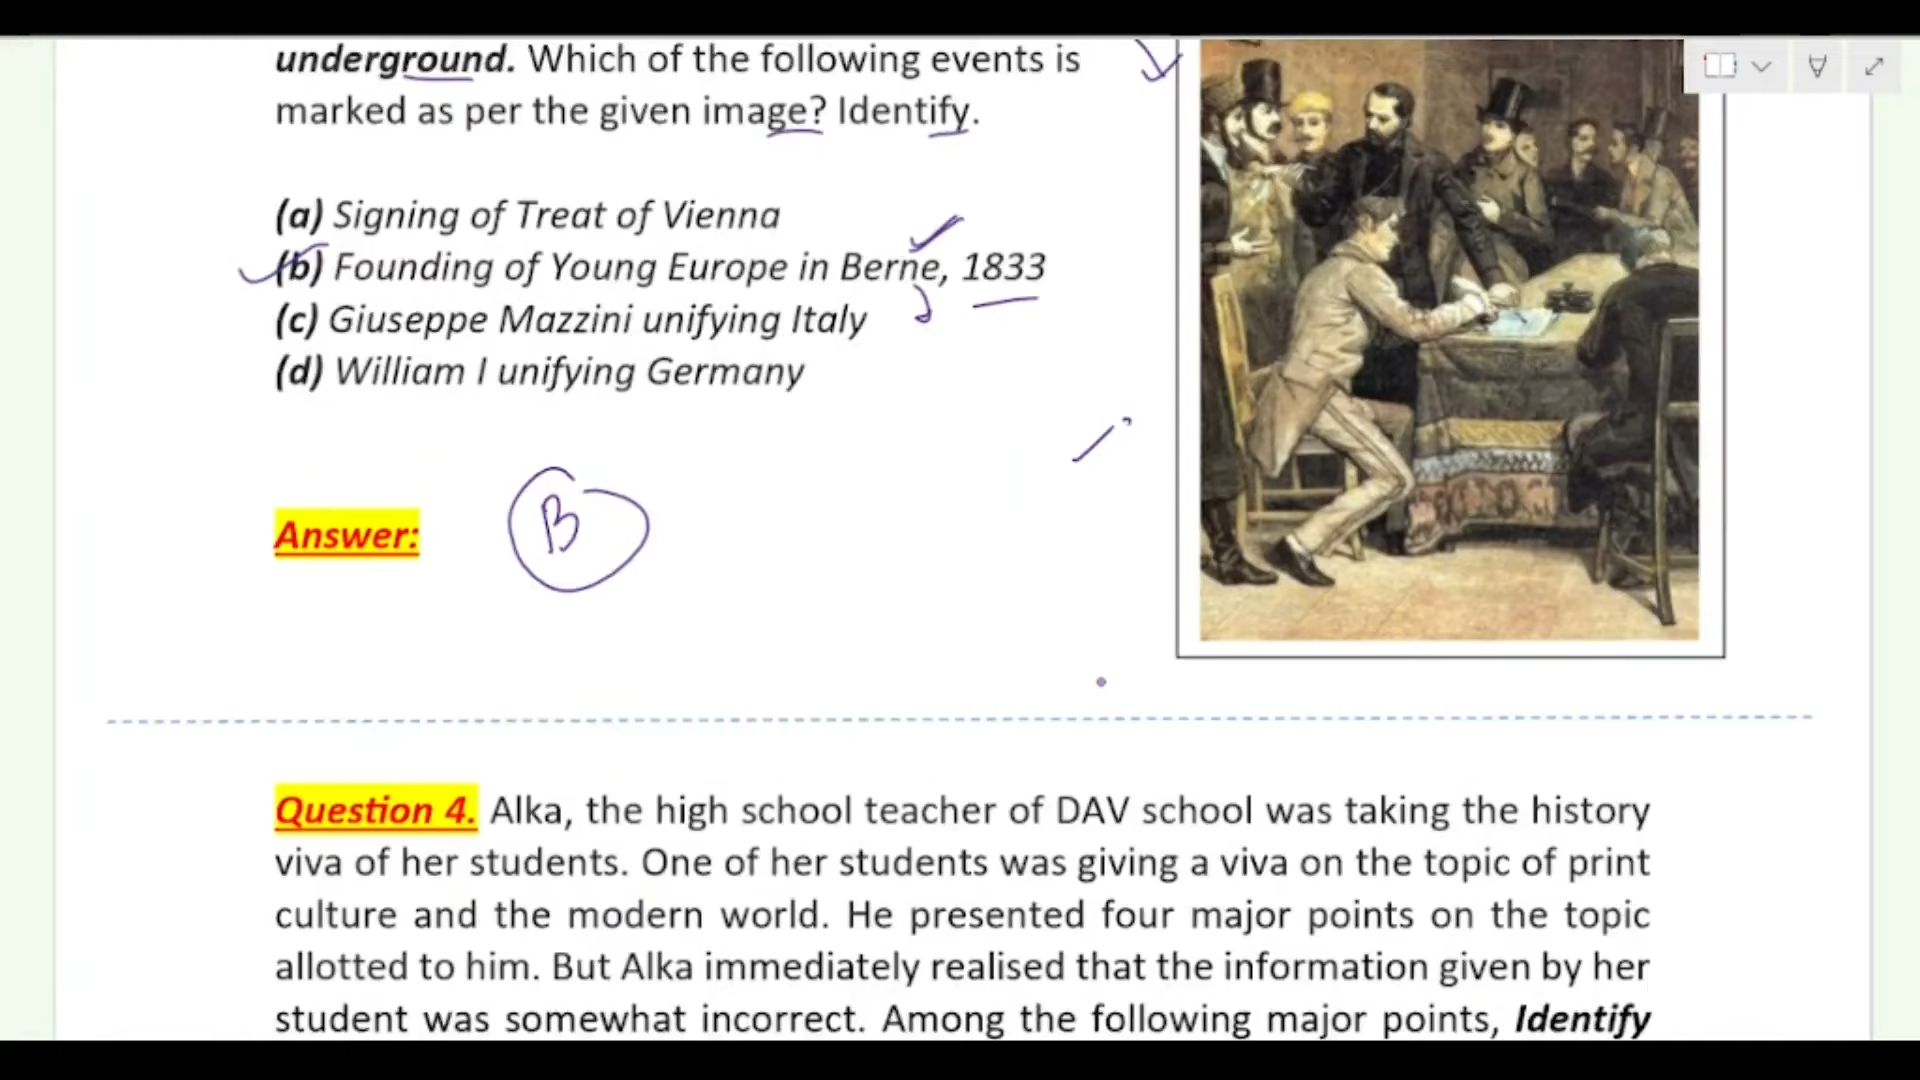 underground. Which of the following events is
marked as per the given image? Identify.
(a) Signing of Treat of Vienna
(b) Founding of Young Europe in Berne, 1833
(c) Giuseppe Mazzini unifying Italy
(d) William I unifying Germany
Answer: B
Question 4. Alka, the high school teacher of DAV school was taking the history
viva of her students. One of her students was giving a viva on the topic of print
culture and the modern world. He presented four major points on the topic
allotted to him. But Alka immediately realised that the information given by her
student was somewhat incorrect. Among the following major points, Identify